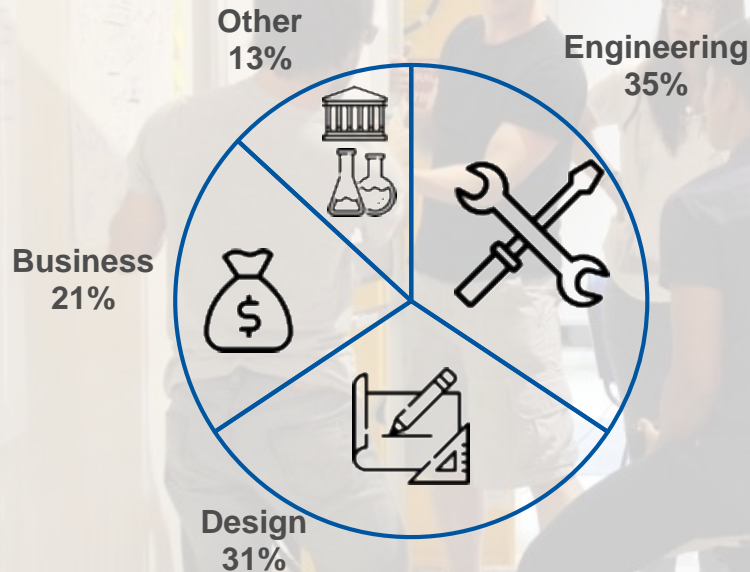 Other
13%
Engineering
35%
Business
21%
$
Design
31%